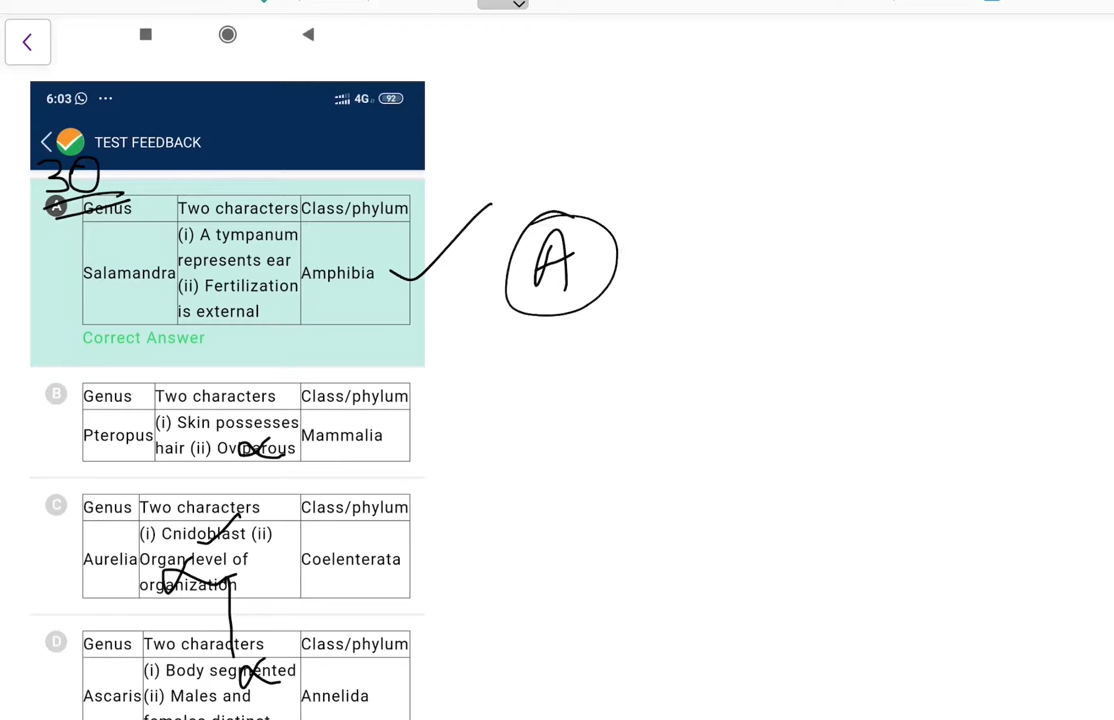 6:03 ... 4G 92
TEST FEEDBACK
30
A
Genus Two characters Class/phylum
Salamandra (i) A tympanum represents ear (ii) Fertilization is external Amphibia
A
Correct Answer
B
Genus Two characters Class/phylum
Pteropus (i) Skin possesses hair (ii) Oviparous Mammalia
C
Genus Two characters Class/phylum
Aurelia (i) Cnidoblast (ii) Organ level of organization Coelenterata
D
Genus Two characters Class/phylum
Ascaris (i) Body segmented (ii) Males and females distinct Annelida